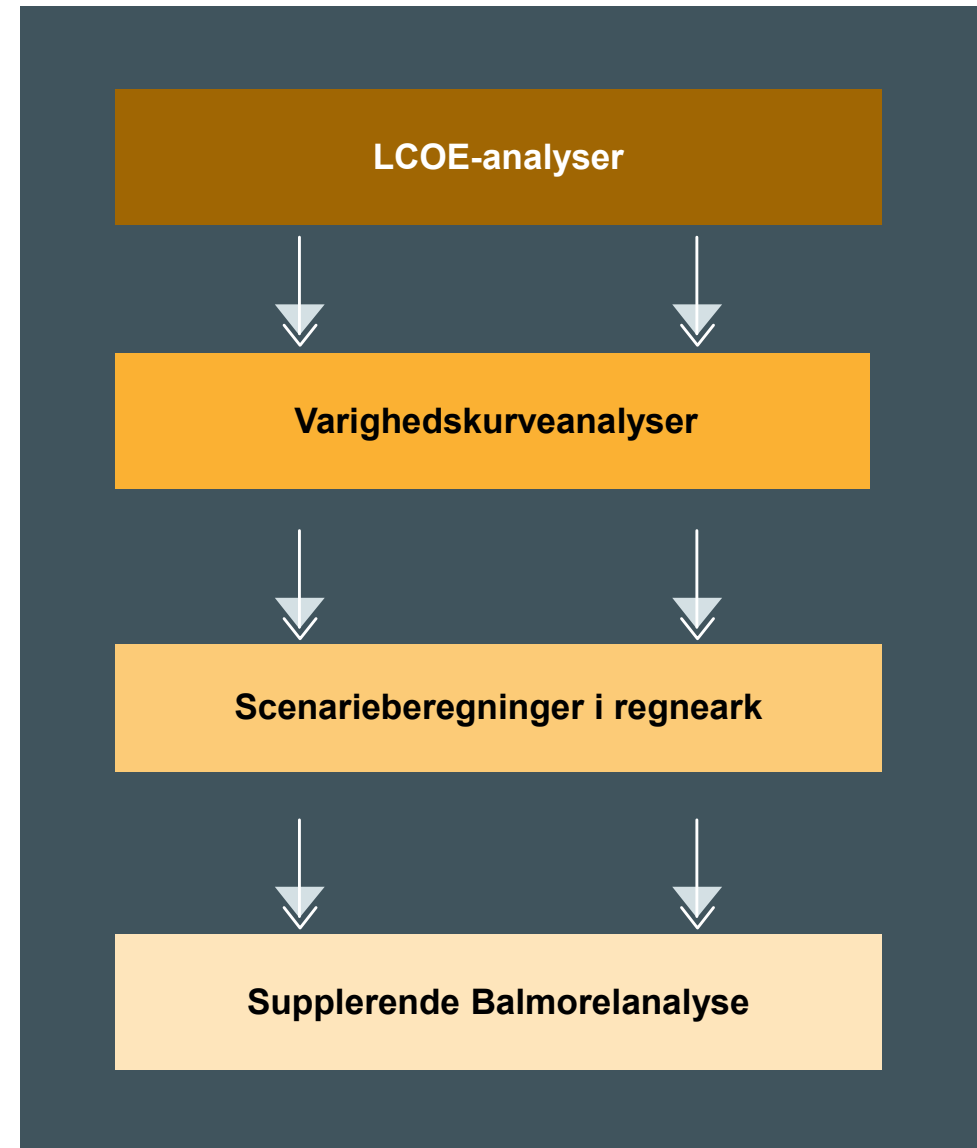 LCOE-analyser
Varighedskurveanalyser
Scenarieberegninger i regneark
Supplerende Balmorelanalyse